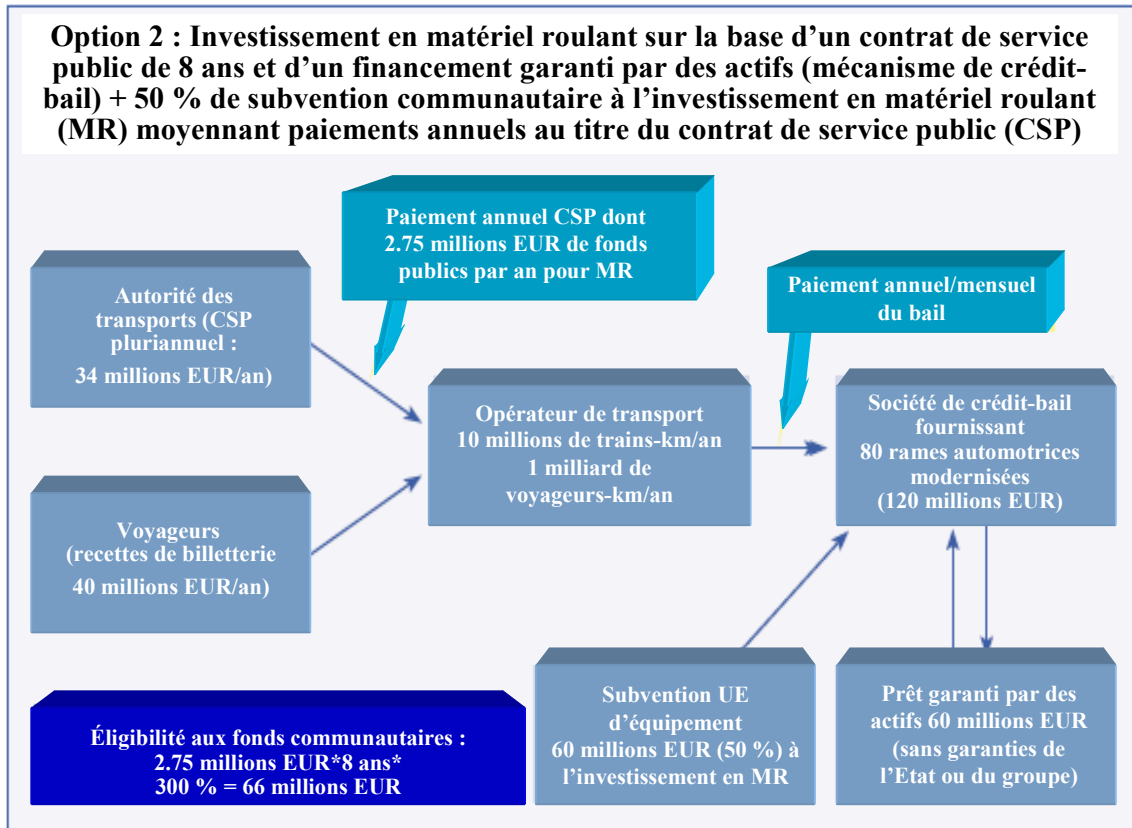 Option 2 : Investissement en matériel roulant sur la base d’un contrat de service
public de 8 ans et d’un financement garanti par des actifs (mécanisme de crédit-
bail) + 50 % de subvention communautaire à l’investissement en matériel roulant
(MR) moyennant paiements annuels au titre du contrat de service public (CSP)
Paiement annuel CSP dont
2.75 millions EUR de fonds
publics par an pour MR
Paiement annuel/mensuel
du bail
Autorité des
transports (CSP
pluriannuel :
34 millions EUR/an)
Opérateur de transport
10 millions de trains-km/an
1 milliard de
voyageurs-km/an
Société de crédit-bail
fournissant
80 rames automotrices
modernisées
(120 millions EUR)
Voyageurs
(recettes de billetterie
40 millions EUR/an)
Éligibilité aux fonds communautaires :
2.75 millions EUR*8 ans*
300 % = 66 millions EUR
Subvention UE
d’équipement
60 millions EUR (50 %) à
l’investissement en MR
Prêt garanti par des
actifs 60 millions EUR
(sans garanties de
l’Etat ou du groupe)